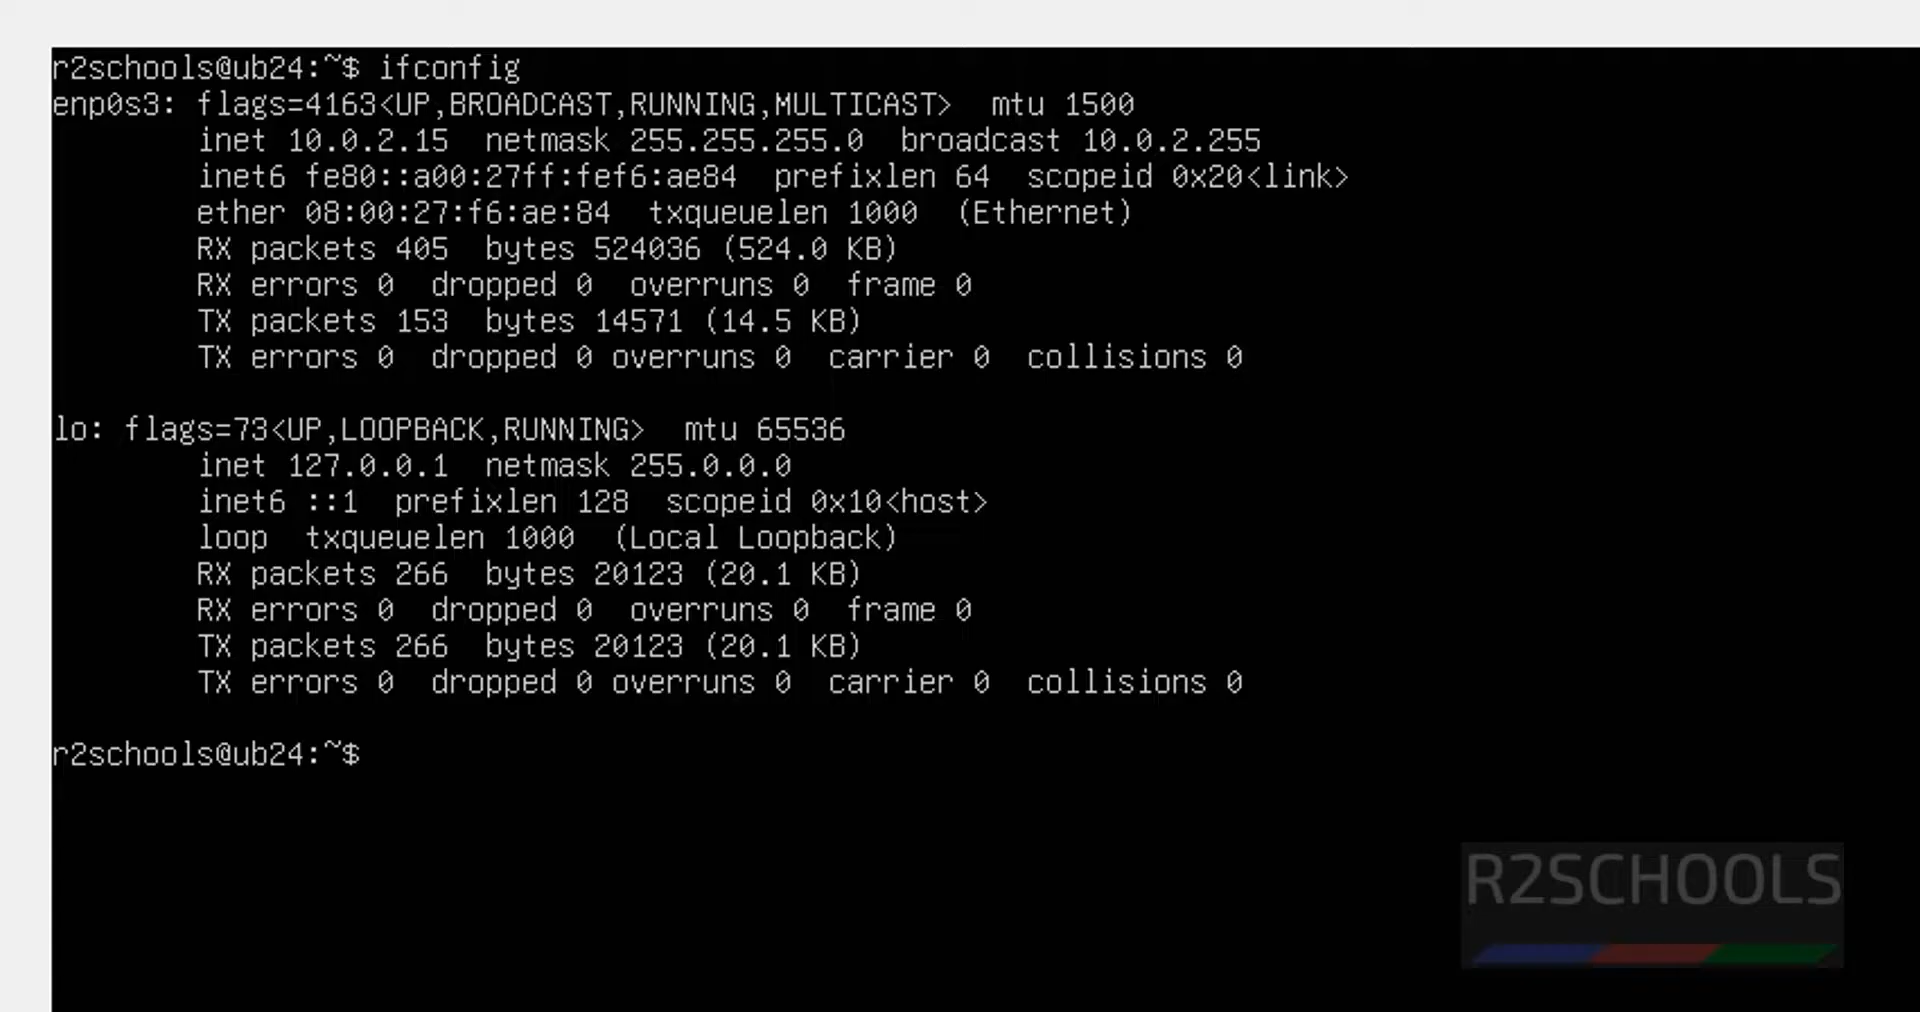 r2schools@ub24:~$ ifconfig
enp0s3: flags=4163<UP,BROADCAST,RUNNING,MULTICAST>  mtu 1500
        inet 10.0.2.15  netmask 255.255.255.0  broadcast 10.0.2.255
        inet6 fe80::a00:27ff:fef6:ae84  prefixlen 64  scopeid 0x20<link>
        ether 08:00:27:f6:ae:84  txqueuelen 1000  (Ethernet)
        RX packets 405  bytes 524036 (524.0 KB)
        RX errors 0  dropped 0  overruns 0  frame 0
        TX packets 153  bytes 14571 (14.5 KB)
        TX errors 0  dropped 0 overruns 0  carrier 0  collisions 0

lo: flags=73<UP,LOOPBACK,RUNNING>  mtu 65536
        inet 127.0.0.1  netmask 255.0.0.0
        inet6 ::1  prefixlen 128  scopeid 0x10<host>
        loop  txqueuelen 1000  (Local Loopback)
        RX packets 266  bytes 20123 (20.1 KB)
        RX errors 0  dropped 0  overruns 0  frame 0
        TX packets 266  bytes 20123 (20.1 KB)
        TX errors 0  dropped 0 overruns 0  carrier 0  collisions 0

r2schools@ub24:~$
R2SCHOOLS